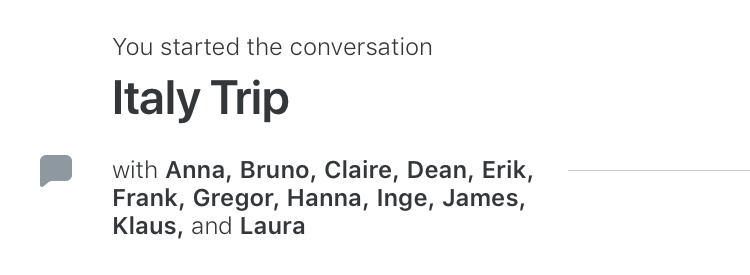 You started the conversation
Italy Trip
with Anna, Bruno, Claire, Dean, Erik,
Frank, Gregor, Hanna, Inge, James,
Klaus, and Laura